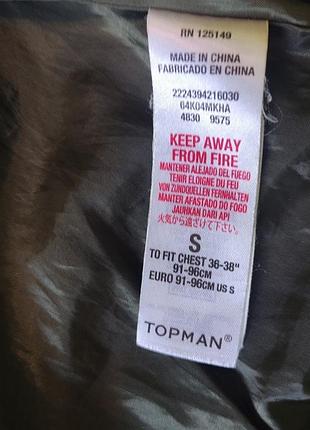 RN 125149
MADE IN CHINA
FABRICADO EN CHINA
2224394216030
64K04MKHA
4830 9575
KEEP AWAY
FROM FIRE
MANTENER ALEJADO DEL FUEGO
TENIR ELOIGNE DU FEU
VON ZUNDQUELLEN FERNHALTEN
MANTER AFASTADO DO FOGO
JAUHKAN DARI API
火気から遠ざけて下さい。
S
TO FIT CHEST 36-38"
91-96CM
EURO 91-96CM US S
TOPMAN®